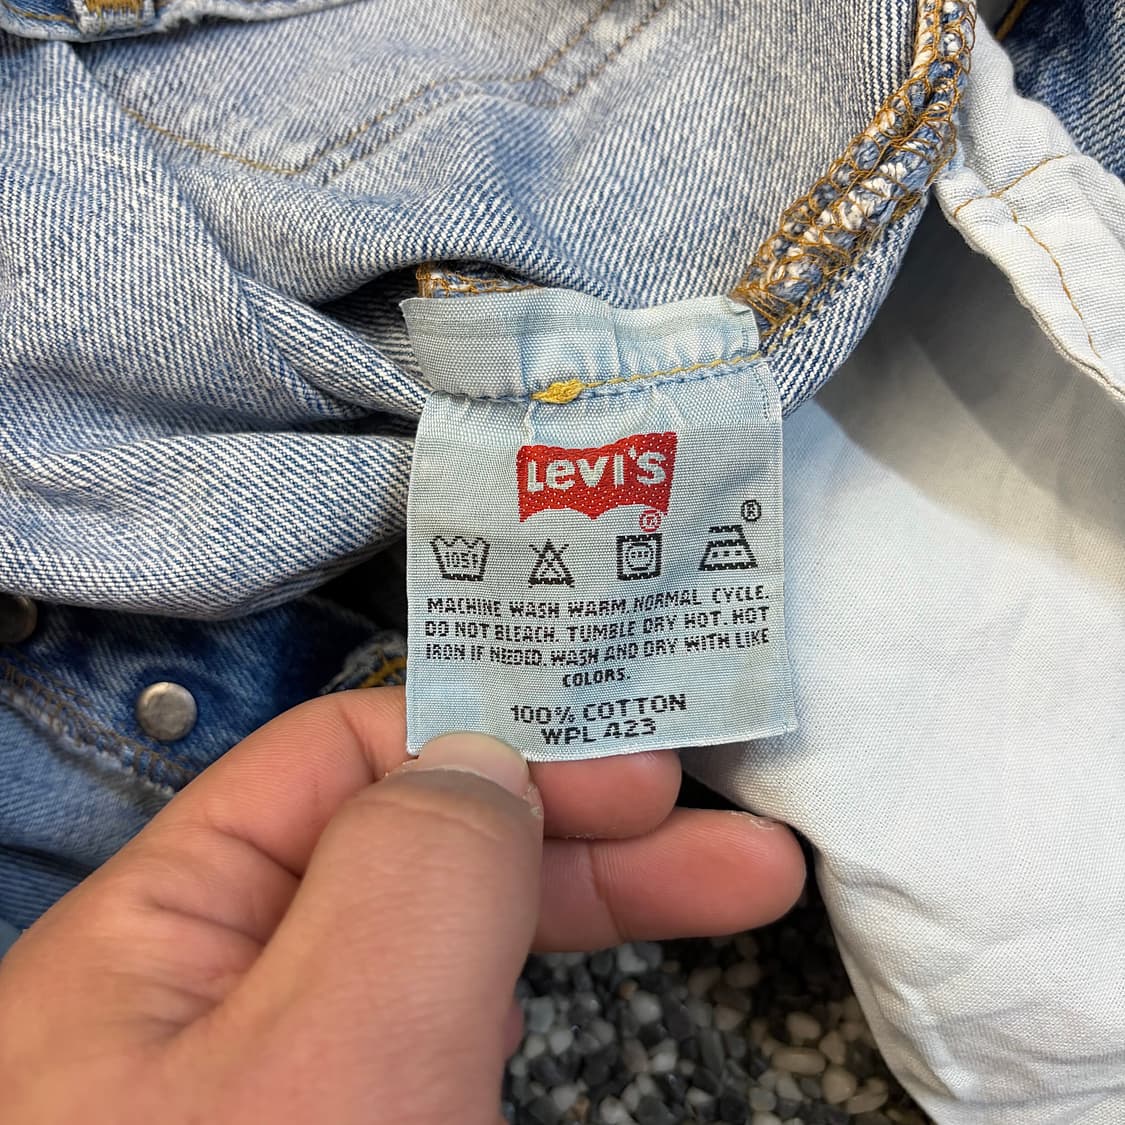 LEVI'S
®
105F
®
MACHINE WASH WARM, NORMAL CYCLE.
DO NOT BLEACH. TUMBLE DRY HOT. HOT
IRON IF NEEDED. WASH AND DRY WITH LIKE
COLORS.
100% COTTON
WPL 423